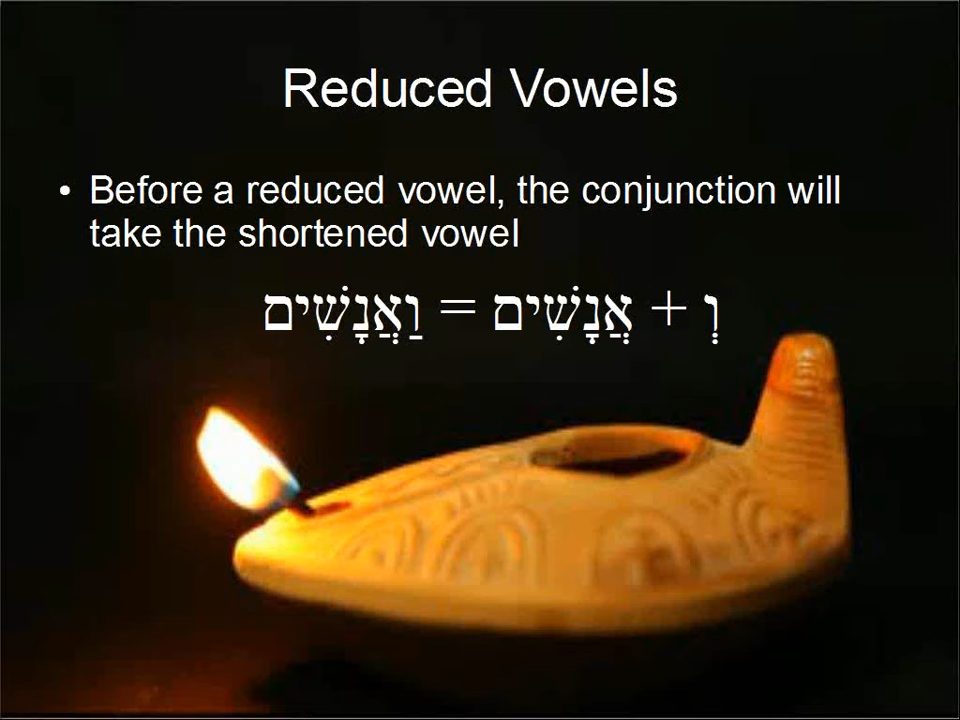 Reduced Vowels
• Before a reduced vowel, the conjunction will
take the shortened vowel
וְ + אֲנָשִׁים = וַאֲנָשִׁים